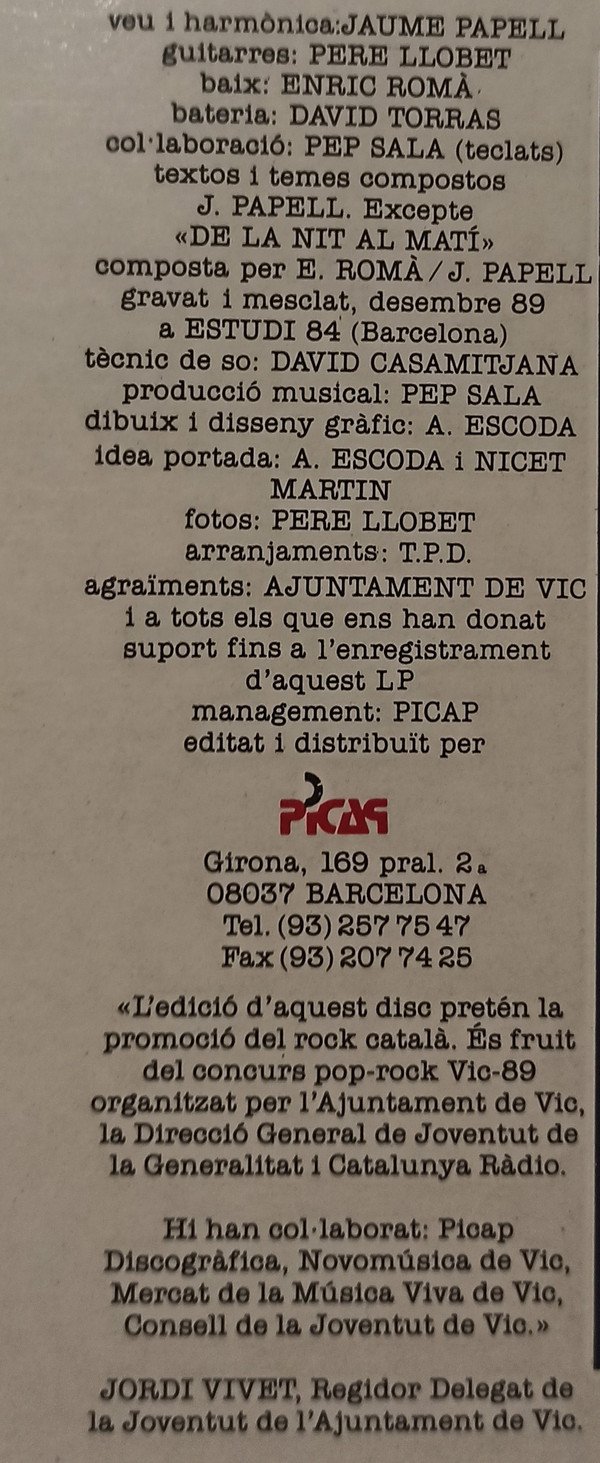 veu i harmònica:JAUME PAPELL
guitarres: PERE LLOBET
baix: ENRIC ROMÀ
bateria: DAVID TORRAS
col·laboració: PEP SALA (teclats)
textos i temes compostos
J. PAPELL. Excepte
«DE LA NIT AL MATÍ»
composta per E. ROMÀ/J. PAPELL
gravat i mesclat, desembre 89
a ESTUDI 84 (Barcelona)
tècnic de so: DAVID CASAMITJANA
producció musical: PEP SALA
dibuix i disseny gràfic: A. ESCODA
idea portada: A. ESCODA i NICET
MARTIN
fotos: PERE LLOBET
arranjaments: T.P.D.
agraïments: AJUNTAMENT DE VIC
i a tots els que ens han donat
suport fins a l'enregistrament
d'aquest LP
management: PICAP
editat i distribuït per
PICAP
Girona, 169 pral. 2a
08037 BARCELONA
Tel. (93) 257 75 47
Fax (93) 207 74 25
«L'edició d'aquest disc pretén la
promoció del rock català. És fruit
del concurs pop-rock Vic-89
organitzat per l'Ajuntament de Vic,
la Direcció General de Joventut de
la Generalitat i Catalunya Ràdio.
Hi han col·laborat: Picap
Discogràfica, Novomúsica de Vic,
Mercat de la Música Viva de Vic,
Consell de la Joventut de Vic.»
JORDI VIVET, Regidor Delegat de
la Joventut de l'Ajuntament de Vic.